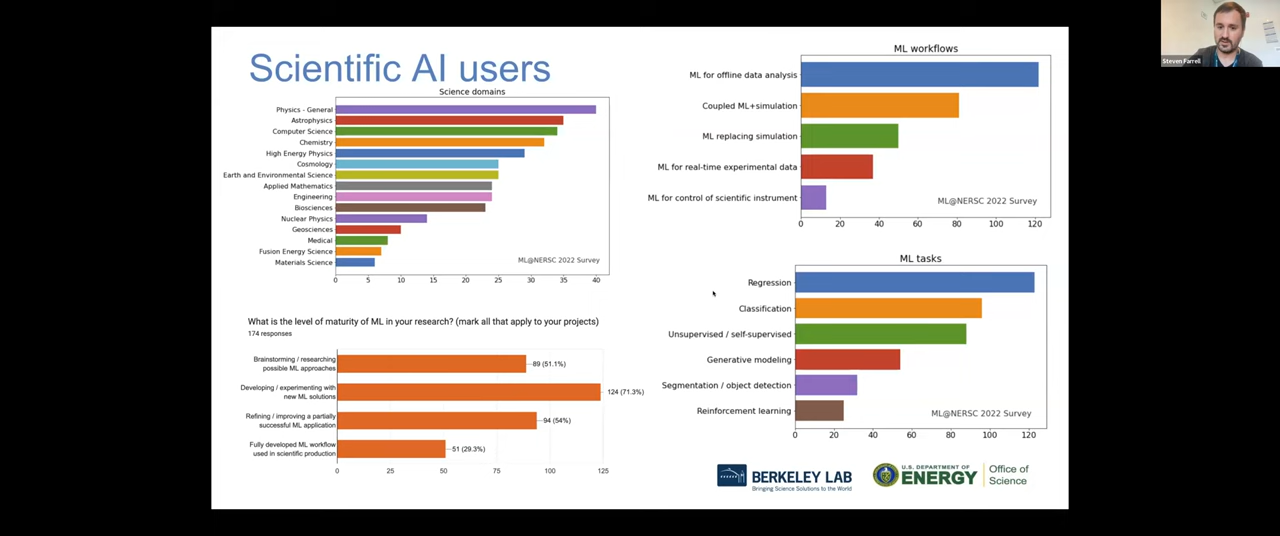 Scientific AI users
Science domains
Physics - General
Astrophysics
Computer Science
Chemistry
High Energy Physics
Cosmology
Earth and Environmental Science
Applied Mathematics
Engineering
Biosciences
Nuclear Physics
Geosciences
Medical
Fusion Energy Science
Materials Science
ML@NERSC 2022 Survey
0 5 10 15 20 25 30 35 40
What is the level of maturity of ML in your research? (mark all that apply to your projects)
174 responses
Brainstorming / researching
possible ML approaches
89 (51.1%)
Developing / experimenting with
new ML solutions
124 (71.3%)
Refining / improving a partially
successful ML application
94 (54%)
Fully developed ML workflow
used in scientific production
51 (29.3%)
0 25 50 75 100 125
ML workflows
ML for offline data analysis
Coupled ML+simulation
ML replacing simulation
ML for real-time experimental data
ML for control of scientific instrument
ML@NERSC 2022 Survey
0 20 40 60 80 100 120
ML tasks
Regression
Classification
Unsupervised / self-supervised
Generative modeling
Segmentation / object detection
Reinforcement learning
ML@NERSC 2022 Survey
0 20 40 60 80 100 120
BERKELEY LAB
Bringing Science Solutions to the World
U.S. DEPARTMENT OF
ENERGY
Office of
Science
Steven Farrell